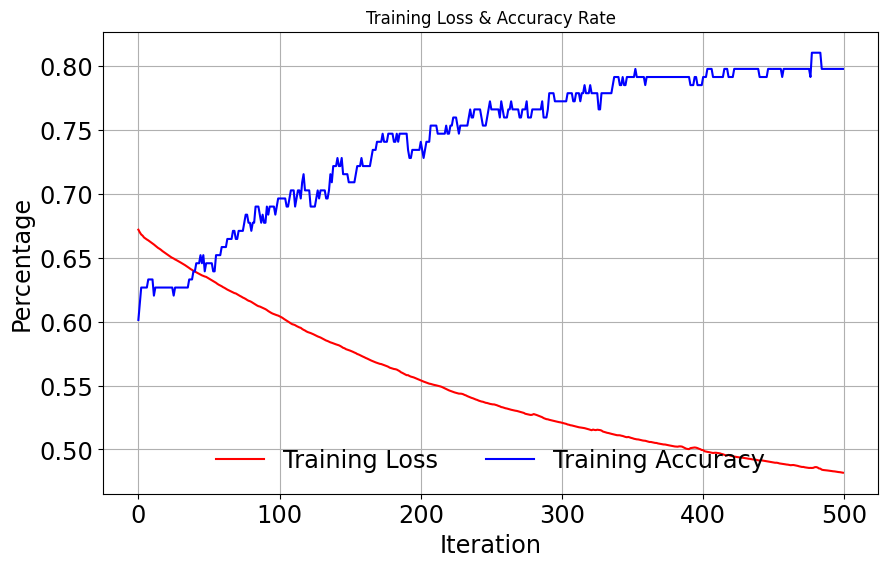 Training Loss & Accuracy Rate
0.80
0.75
0.70
0.65
0.60
0.55
0.50
Percentage
Training Loss
Training Accuracy
0
100
200
300
400
500
Iteration